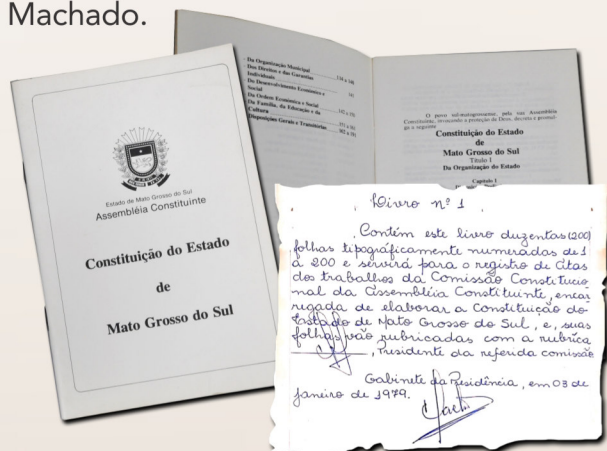 Machado.
Da Organização Municipal
Dos Direitos e das Garantias
Individuais
Do Desenvolvimento Econômico e
Social
Da Ordem Econômica e Social
Da Família, da Educação e da
Cultura
Disposições Gerais e Transitórias
O povo sul-matogrossense, pela sua Assembléia
Constituinte, invocando a proteção de Deus, decreta e promul-
ga a seguinte
Constituição do Estado
de
Mato Grosso do Sul
Título I
Da Organização do Estado
Capítulo I
Estado de Mato Grosso do Sul
Assembléia Constituinte
Constituição do Estado
de
Mato Grosso do Sul
Livro nº 1
Contém este livro duzentas (200)
folhas tipográficamente numeradas de 1
a 200 e servirá para o registro de Atas
dos trabalhos da Comissão Constitucio
nal da Assembléia Constituinte, encar
regada de elaborar a Constituição do
Estado de Mato Grosso do Sul, e, suas
folhas vão rubricadas com a rubrica
, Presidente da referida comissão
Gabinete da Presidência, em 03 de
janeiro de 1979.